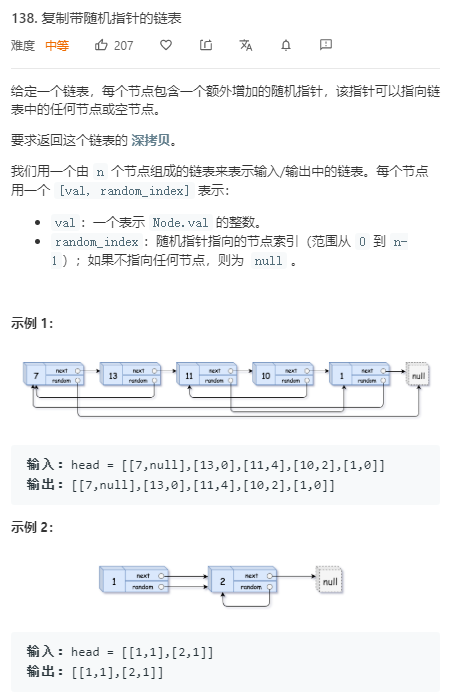 138. 复制带随机指针的链表
难度 中等 207
给定一个链表，每个节点包含一个额外增加的随机指针，该指针可以指向链
表中的任何节点或空节点。
要求返回这个链表的 深拷贝。
我们用一个由 n 个节点组成的链表来表示输入/输出中的链表。每个节点
用一个 [val, random_index] 表示：
• val：一个表示 Node.val 的整数。
• random_index：随机指针指向的节点索引（范围从 0 到 n-
1）；如果不指向任何节点，则为 null 。
示例 1：
7 next random 13 next random 11 next random 10 next random 1 next random null
输入：head = [[7,null],[13,0],[11,4],[10,2],[1,0]]
输出：[[7,null],[13,0],[11,4],[10,2],[1,0]]
示例 2：
1 next random 2 next random null
输入：head = [[1,1],[2,1]]
输出：[[1,1],[2,1]]